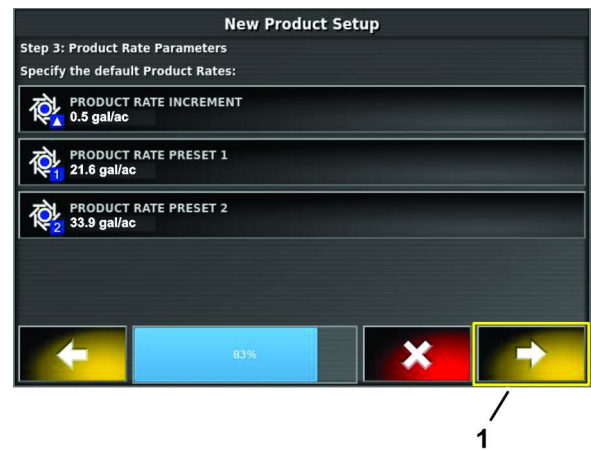 New Product Setup
Step 3: Product Rate Parameters
Specify the default Product Rates:
PRODUCT RATE INCREMENT
0.5 gal/ac
PRODUCT RATE PRESET 1
1
21.6 gal/ac
PRODUCT RATE PRESET 2
2
33.9 gal/ac
83%
1